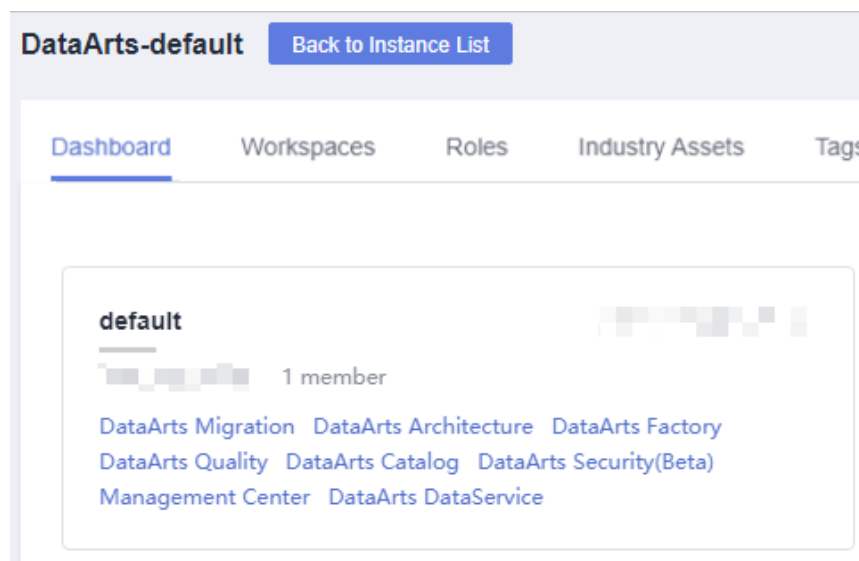 DataArts-default Back to Instance List
Dashboard Workspaces Roles Industry Assets Tags
default
1 member
DataArts Migration DataArts Architecture DataArts Factory
DataArts Quality DataArts Catalog DataArts Security(Beta)
Management Center DataArts DataService